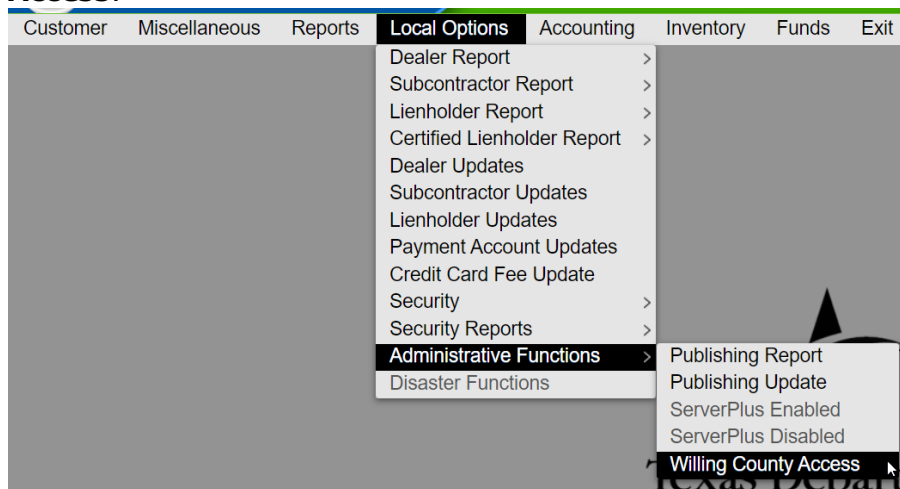 Customer Miscellaneous Reports Local Options Accounting Inventory Funds Exit
Dealer Report >
Subcontractor Report >
Lienholder Report >
Certified Lienholder Report >
Dealer Updates
Subcontractor Updates
Lienholder Updates
Payment Account Updates
Credit Card Fee Update
Security >
Security Reports >
Administrative Functions >
Disaster Functions
Publishing Report
Publishing Update
ServerPlus Enabled
ServerPlus Disabled
Willing County Access